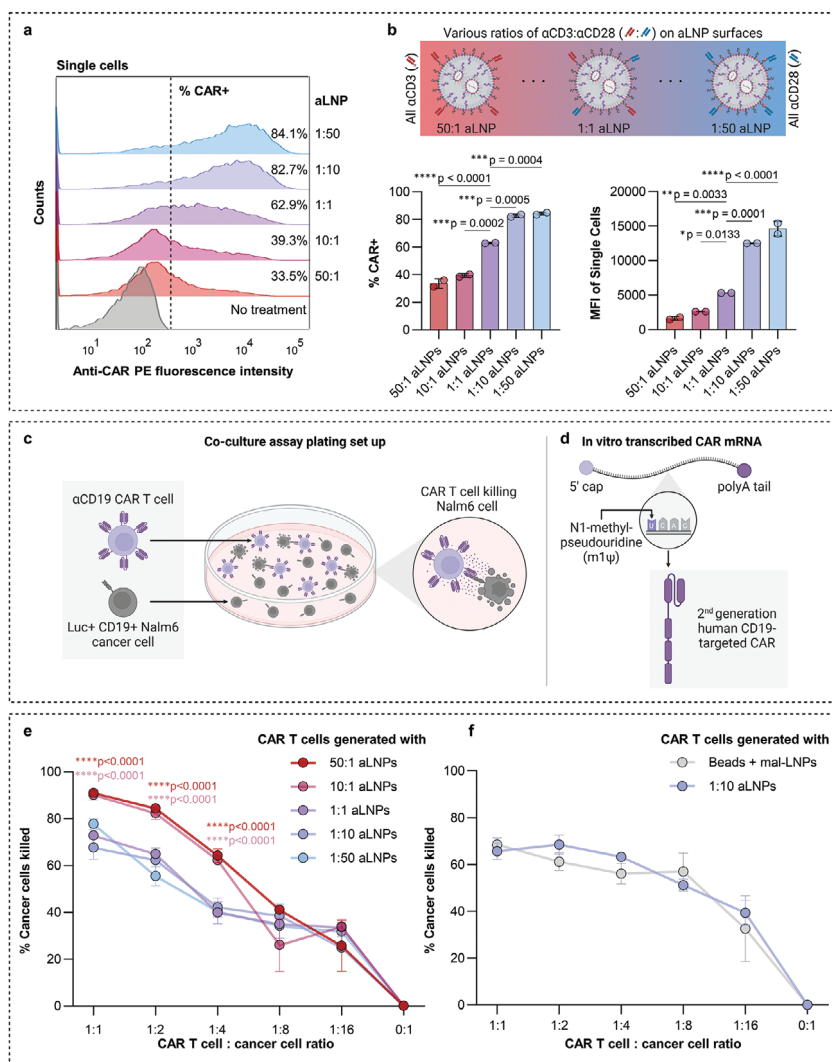 a
Single cells
% CAR+
aLNP
84.1% 1:50
82.7% 1:10
62.9% 1:1
39.3% 10:1
33.5% 50:1
No treatment
Counts
10¹ 10² 10³ 10⁴ 10⁵
Anti-CAR PE fluorescence intensity
b
Various ratios of αCD3:αCD28 ( : ) on aLNP surfaces
All αCD3 ( )
50:1 aLNP
1:1 aLNP
1:50 aLNP
All αCD28 ( )
***p = 0.0004
****p < 0.0001
***p = 0.0005
***p = 0.0002
% CAR+
100
80
60
40
20
0
50:1 aLNPs
10:1 aLNPs
1:1 aLNPs
1:10 aLNPs
1:50 aLNPs
****p < 0.0001
**p = 0.0033
***p = 0.0001
*p = 0.0133
MFI of Single Cells
20000
15000
10000
5000
0
50:1 aLNPs
10:1 aLNPs
1:1 aLNPs
1:10 aLNPs
1:50 aLNPs
c
Co-culture assay plating set up
αCD19 CAR T cell
Luc+ CD19+ Nalm6
cancer cell
CAR T cell killing
Nalm6 cell
d
In vitro transcribed CAR mRNA
5' cap
polyA tail
U C A G
N1-methyl-
pseudouridine
(m1ψ)
2nd generation
human CD19-
targeted CAR
e
CAR T cells generated with
50:1 aLNPs
10:1 aLNPs
1:1 aLNPs
1:10 aLNPs
1:50 aLNPs
****p<0.0001
****p<0.0001
****p<0.0001
****p<0.0001
****p<0.0001
****p<0.0001
% Cancer cells killed
100
80
60
40
20
0
1:1 1:2 1:4 1:8 1:16 0:1
CAR T cell : cancer cell ratio
f
CAR T cells generated with
Beads + mal-LNPs
1:10 aLNPs
% Cancer cells killed
100
80
60
40
20
0
1:1 1:2 1:4 1:8 1:16 0:1
CAR T cell : cancer cell ratio